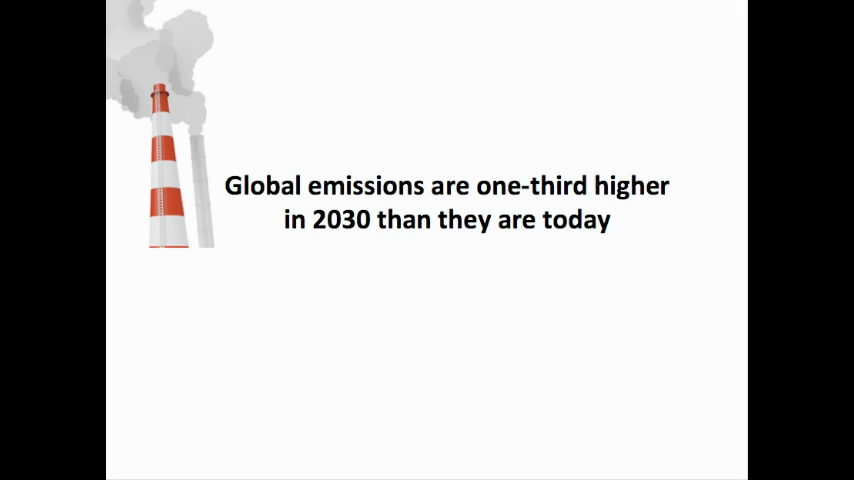 Global emissions are one-third higher
in 2030 than they are today